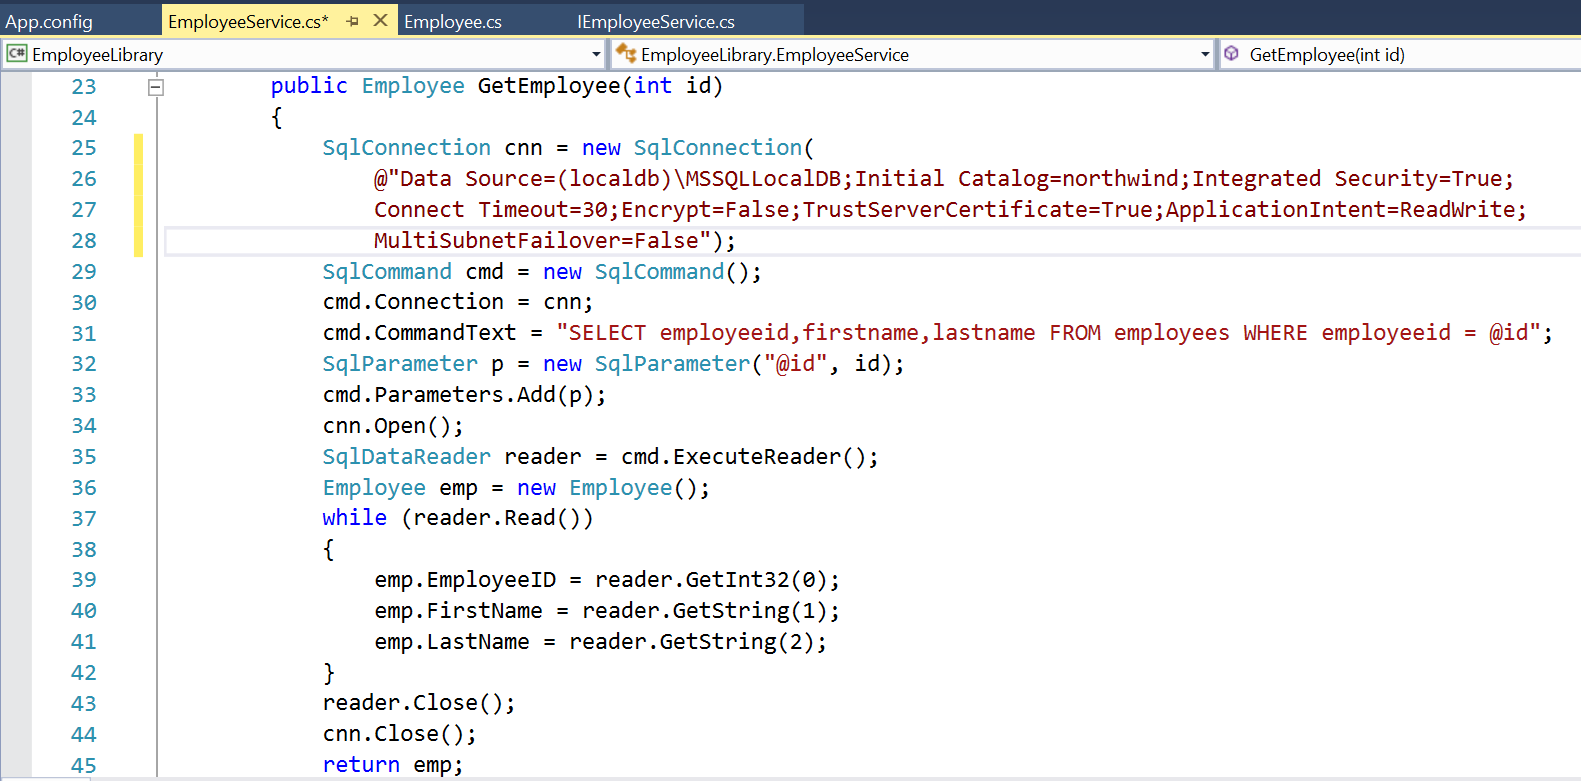 App.config EmployeeService.cs* Employee.cs IEmployeeService.cs
C# EmployeeLibrary EmployeeLibrary.EmployeeService GetEmployee(int id)
23 public Employee GetEmployee(int id)
24 {
25 SqlConnection cnn = new SqlConnection(
26 @"Data Source=(localdb)\MSSQLLocalDB;Initial Catalog=northwind;Integrated Security=True;
27 Connect Timeout=30;Encrypt=False;TrustServerCertificate=True;ApplicationIntent=ReadWrite;
28 MultiSubnetFailover=False");
29 SqlCommand cmd = new SqlCommand();
30 cmd.Connection = cnn;
31 cmd.CommandText = "SELECT employeeid,firstname,lastname FROM employees WHERE employeeid = @id";
32 SqlParameter p = new SqlParameter("@id", id);
33 cmd.Parameters.Add(p);
34 cnn.Open();
35 SqlDataReader reader = cmd.ExecuteReader();
36 Employee emp = new Employee();
37 while (reader.Read())
38 {
39 emp.EmployeeID = reader.GetInt32(0);
40 emp.FirstName = reader.GetString(1);
41 emp.LastName = reader.GetString(2);
42 }
43 reader.Close();
44 cnn.Close();
45 return emp;